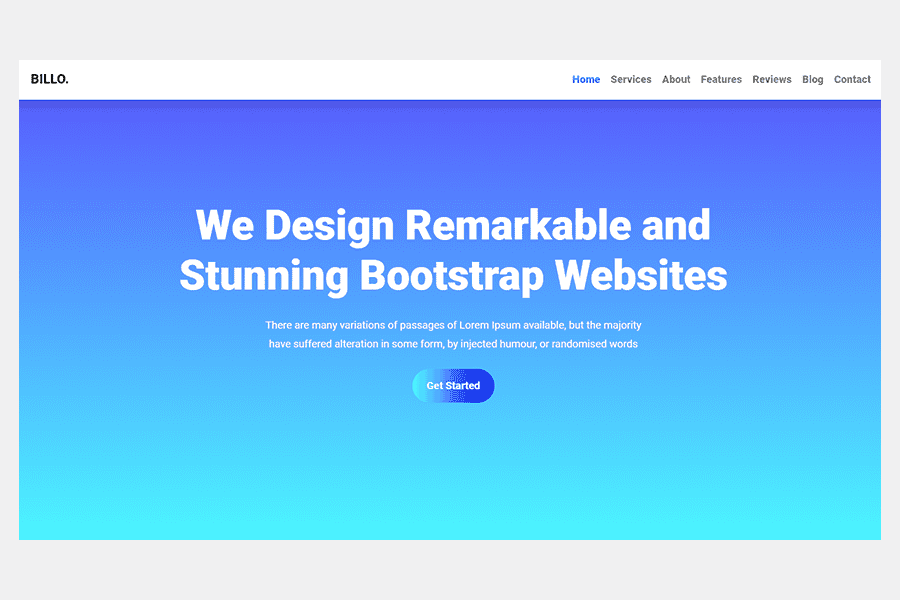 BILLO.
Home Services About Features Reviews Blog Contact
We Design Remarkable and
Stunning Bootstrap Websites
There are many variations of passages of Lorem Ipsum available, but the majority
have suffered alteration in some form, by injected humour, or randomised words
Get Started